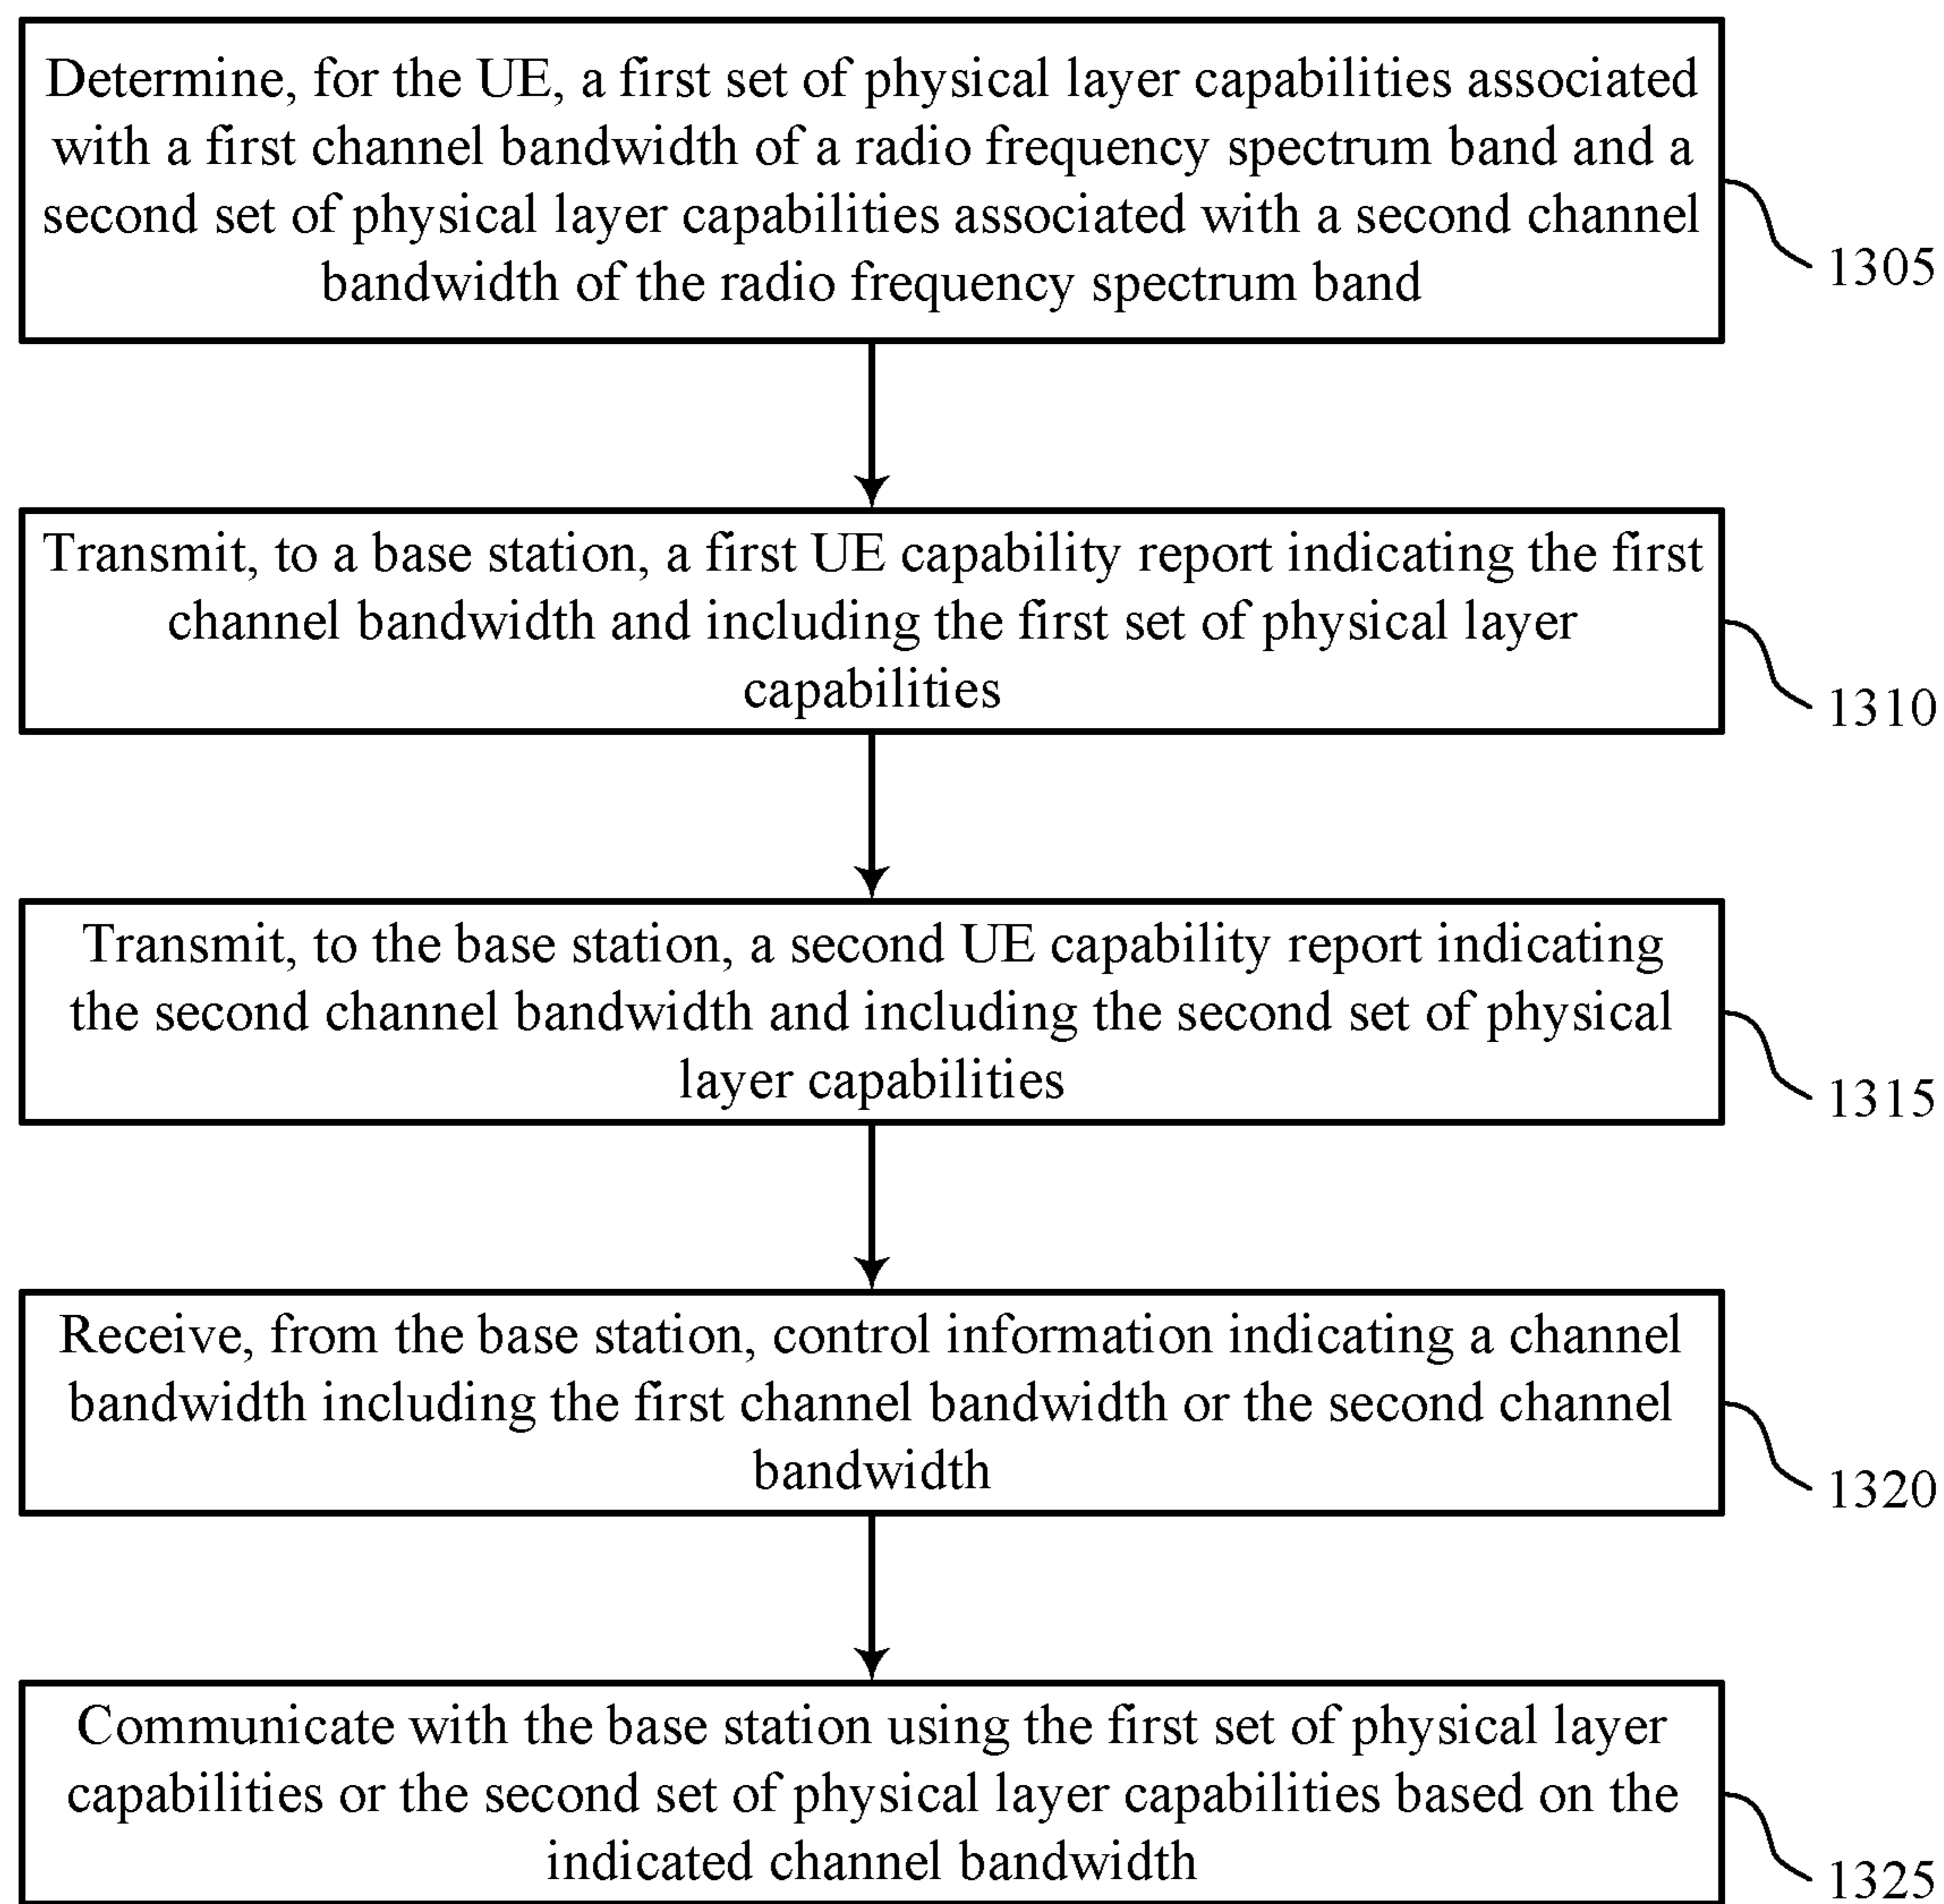 Determine, for the UE, a first set of physical layer capabilities associated
with a first channel bandwidth of a radio frequency spectrum band and a
second set of physical layer capabilities associated with a second channel
bandwidth of the radio frequency spectrum band
1305
Transmit, to a base station, a first UE capability report indicating the first
channel bandwidth and including the first set of physical layer
capabilities
1310
Transmit, to the base station, a second UE capability report indicating
the second channel bandwidth and including the second set of physical
layer capabilities
1315
Receive, from the base station, control information indicating a channel
bandwidth including the first channel bandwidth or the second channel
bandwidth
1320
Communicate with the base station using the first set of physical layer
capabilities or the second set of physical layer capabilities based on the
indicated channel bandwidth
1325